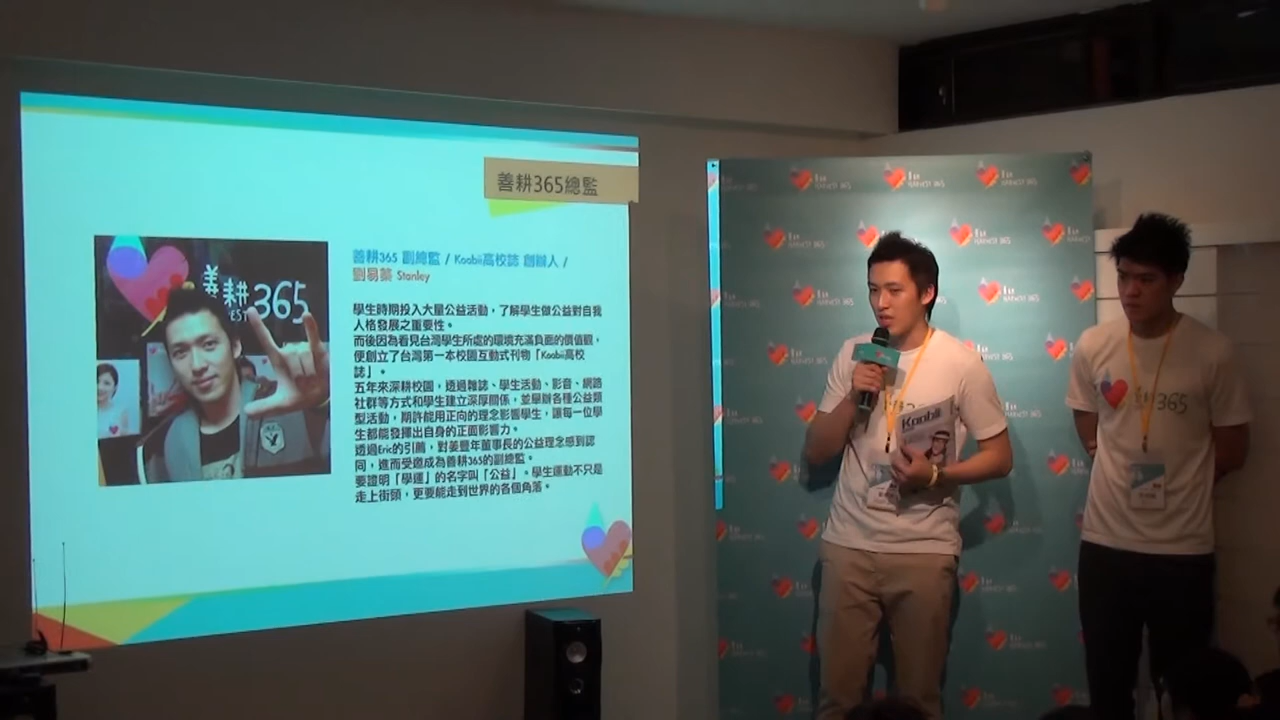 善耕365總監
善耕365 副總監 / Koobii高校誌 創辦人 /
Stanley
善耕365
學生時期投入大量公益活動，了解學生做公益對自我
人格發展之重要性。
而後因為看見台灣學生所處的環境充滿負面的價值觀，
便創立了台灣第一本校園互動式刊物「Koobii高校
誌」。
五年來深耕校園，透過雜誌、學生活動、影音、網路
社群等方式和學生建立深厚關係，並舉辦各種公益類
型活動，期許能用正向的理念影響學生，讓每一位學
生都能發揮出自身的正面影響力。
透過Eric的引薦，對姜豐年董事長的公益理念感到認
同，進而受邀成為善耕365的副總監。
要證明「學運」的名字叫「公益」。學生運動不只是
走上街頭，更要能走到世界的各個角落。
HARVEST 365
Koobii
365